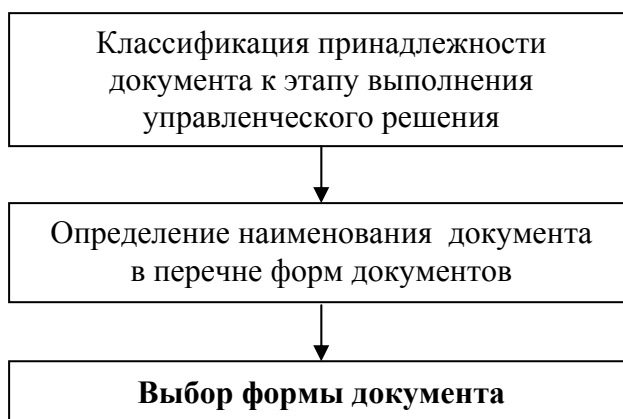 Классификация принадлежности
документа к этапу выполнения
управленческого решения
Определение наименования документа
в перечне форм документов
Выбор формы документа